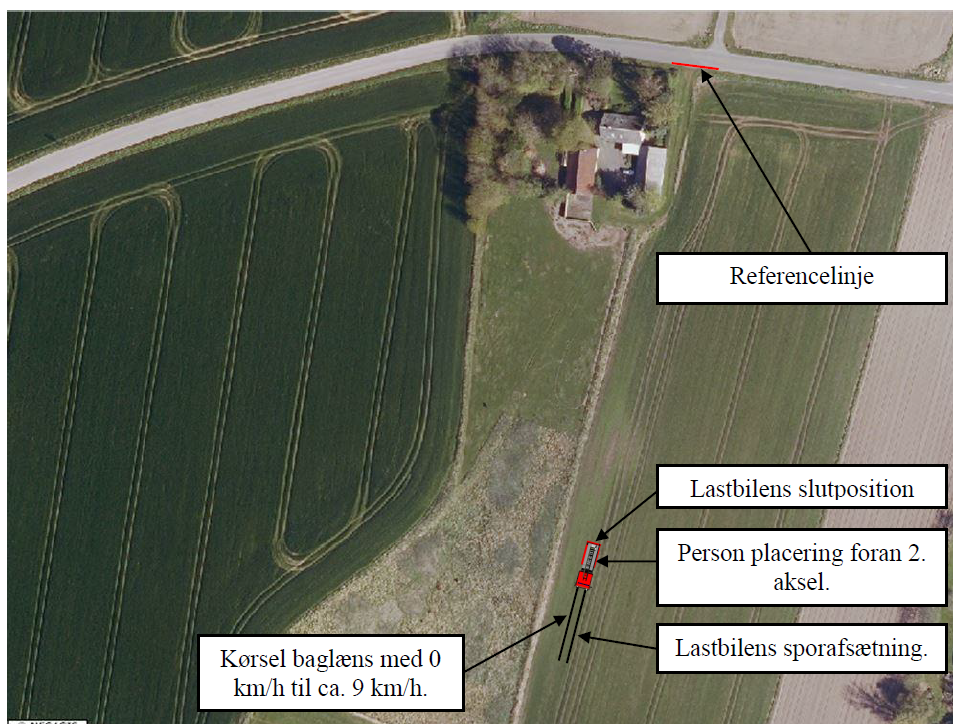 Referencelinje
Lastbilens slutposition
Person placering foran 2.
aksel.
Lastbilens sporafsætning.
Kørsel baglæns med 0
km/h til ca. 9 km/h.